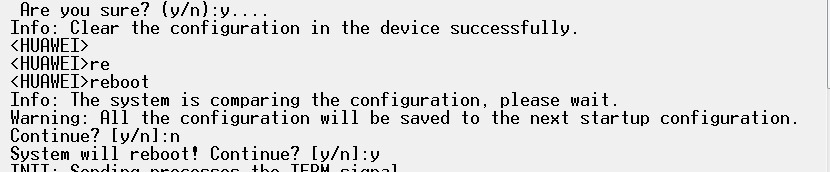 Are you sure? (y/n):y....
Info: Clear the configuration in the device successfully.
<HUAWEI>
<HUAWEI>re
<HUAWEI>reboot
Info: The system is comparing the configuration, please wait.
Warning: All the configuration will be saved to the next startup configuration.
Continue? [y/n]:n
System will reboot! Continue? [y/n]:y
INIT: Sending processes the TERM signal